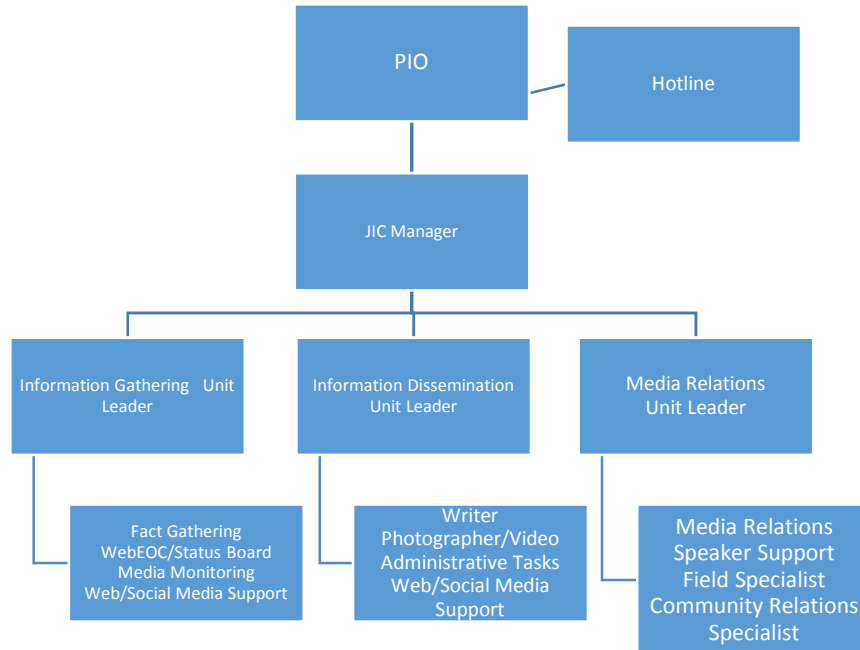 PIO
Hotline
JIC Manager
Information Gathering Unit
Leader
Information Dissemination
Unit Leader
Media Relations
Unit Leader
Fact Gathering
WebEOC/Status Board
Media Monitoring
Web/Social Media Support
Writer
Photographer/Video
Administrative Tasks
Web/Social Media
Support
Media Relations
Speaker Support
Field Specialist
Community Relations
Specialist